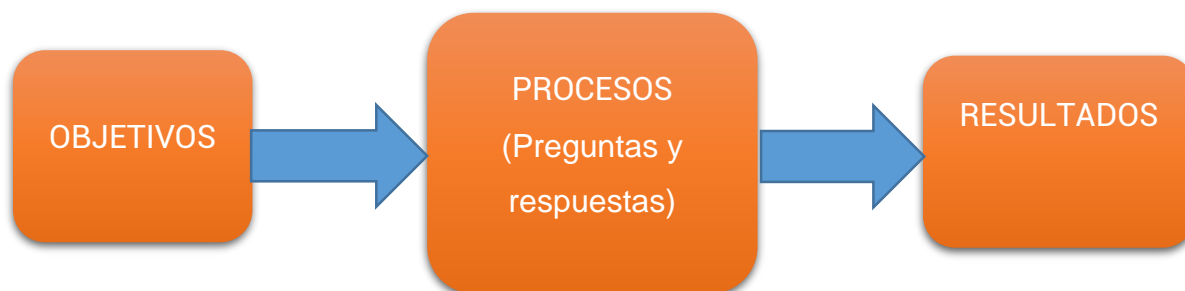 OBJETIVOS
PROCESOS
(Preguntas y
respuestas)
RESULTADOS